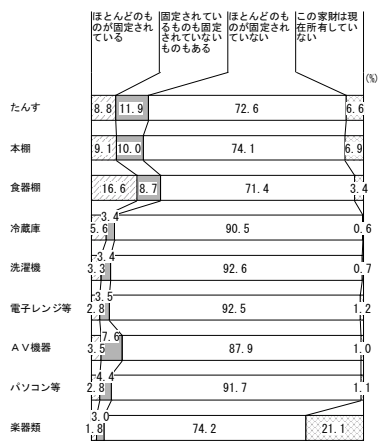 ほとんどのも
のが固定され
ている
固定されてい
るものも固定
されていない
ものもある
ほとんどのも
のが固定され
ていない
この家財は現
在所有してい
ない
(%)
たんす 8.8 11.9 72.6 6.6
本棚 9.1 10.0 74.1 6.9
食器棚 16.6 8.7 71.4 3.4
冷蔵庫 5.6 3.4 90.5 0.6
洗濯機 3.3 3.4 92.6 0.7
電子レンジ等 2.8 3.5 92.5 1.2
ＡＶ機器 3.5 7.6 87.9 1.0
パソコン等 2.8 4.4 91.7 1.1
楽器類 1.8 3.0 74.2 21.1